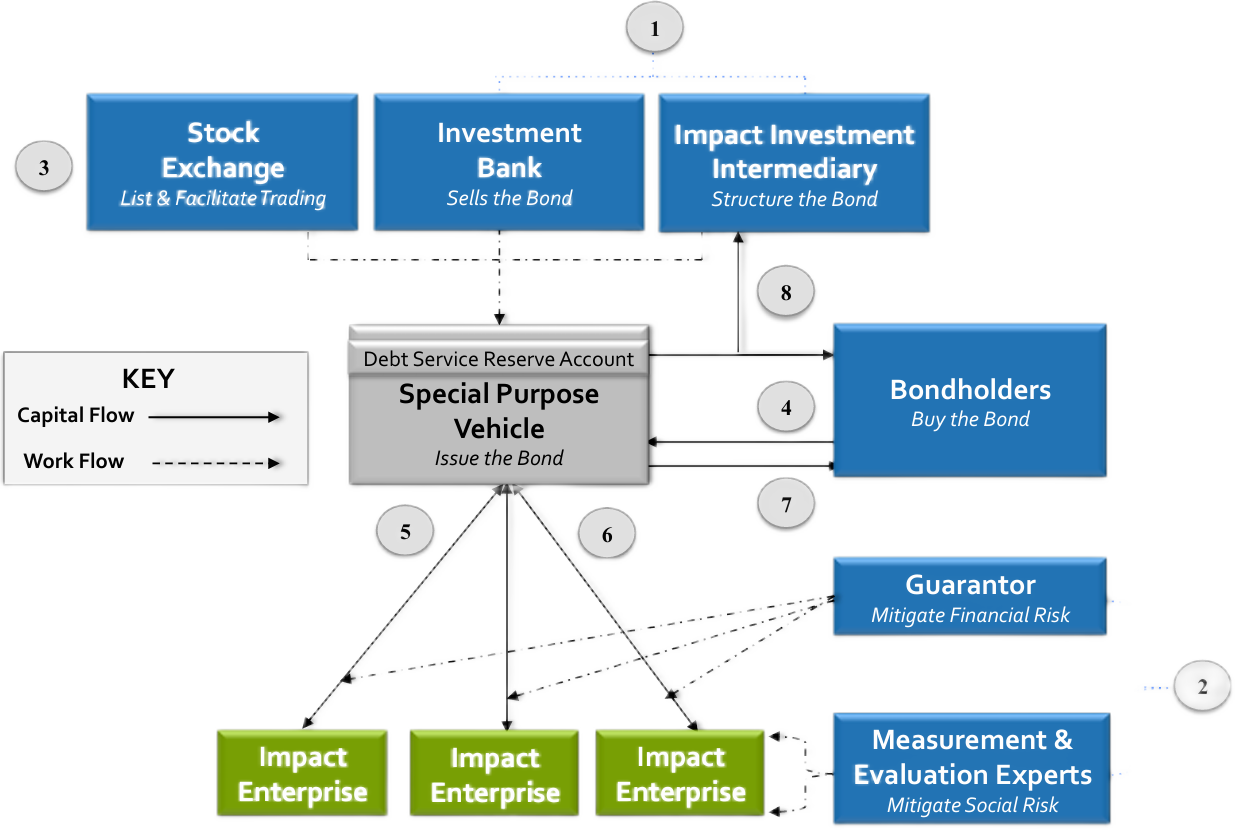 1
Stock
Exchange
List & Facilitate Trading
Investment
Bank
Sells the Bond
Impact Investment
Intermediary
Structure the Bond
3
8
KEY
Capital Flow
Work Flow
Debt Service Reserve Account
Special Purpose
Vehicle
Issue the Bond
4
Bondholders
Buy the Bond
7
5
6
Guarantor
Mitigate Financial Risk
2
Impact
Enterprise
Impact
Enterprise
Impact
Enterprise
Measurement &
Evaluation Experts
Mitigate Social Risk